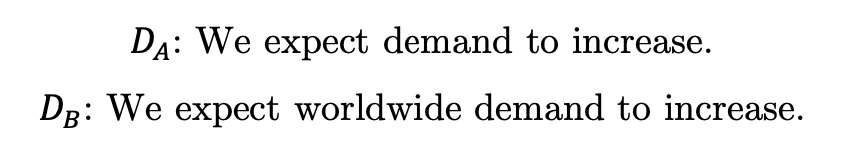 D_A: We expect demand to increase.
D_B: We expect worldwide demand to increase.